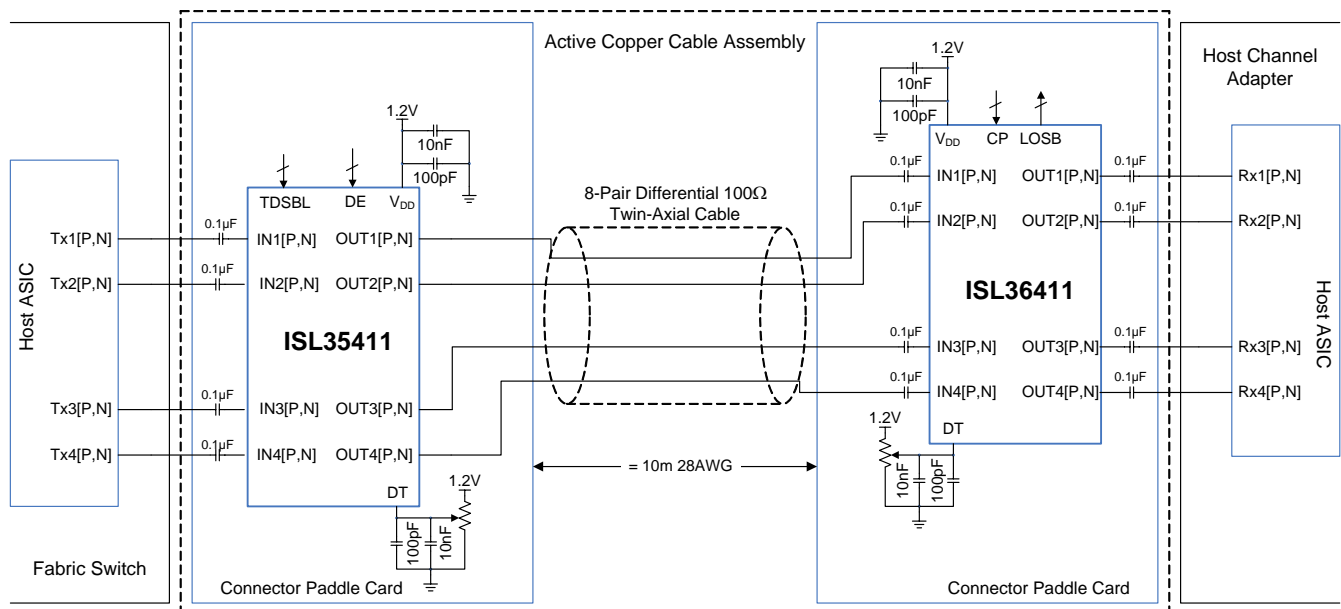 Active Copper Cable Assembly
Host ASIC
Tx1[P,N]
Tx2[P,N]
Tx3[P,N]
Tx4[P,N]
Fabric Switch
0.1µF
0.1µF
0.1µF
0.1µF
1.2V
10nF
100pF
TDSBL
DE
VDD
IN1[P,N]
OUT1[P,N]
IN2[P,N]
OUT2[P,N]
ISL35411
IN3[P,N]
OUT3[P,N]
IN4[P,N]
OUT4[P,N]
DT
1.2V
100pF
10nF
Connector Paddle Card
8-Pair Differential 100Ω
Twin-Axial Cable
= 10m 28AWG
1.2V
10nF
100pF
VDD
CP
LOSB
0.1µF
0.1µF
0.1µF
0.1µF
IN1[P,N]
OUT1[P,N]
IN2[P,N]
OUT2[P,N]
ISL36411
IN3[P,N]
OUT3[P,N]
IN4[P,N]
OUT4[P,N]
DT
1.2V
10nF
100pF
Connector Paddle Card
0.1µF
0.1µF
0.1µF
0.1µF
Host Channel
Adapter
Rx1[P,N]
Rx2[P,N]
Rx3[P,N]
Rx4[P,N]
Host ASIC